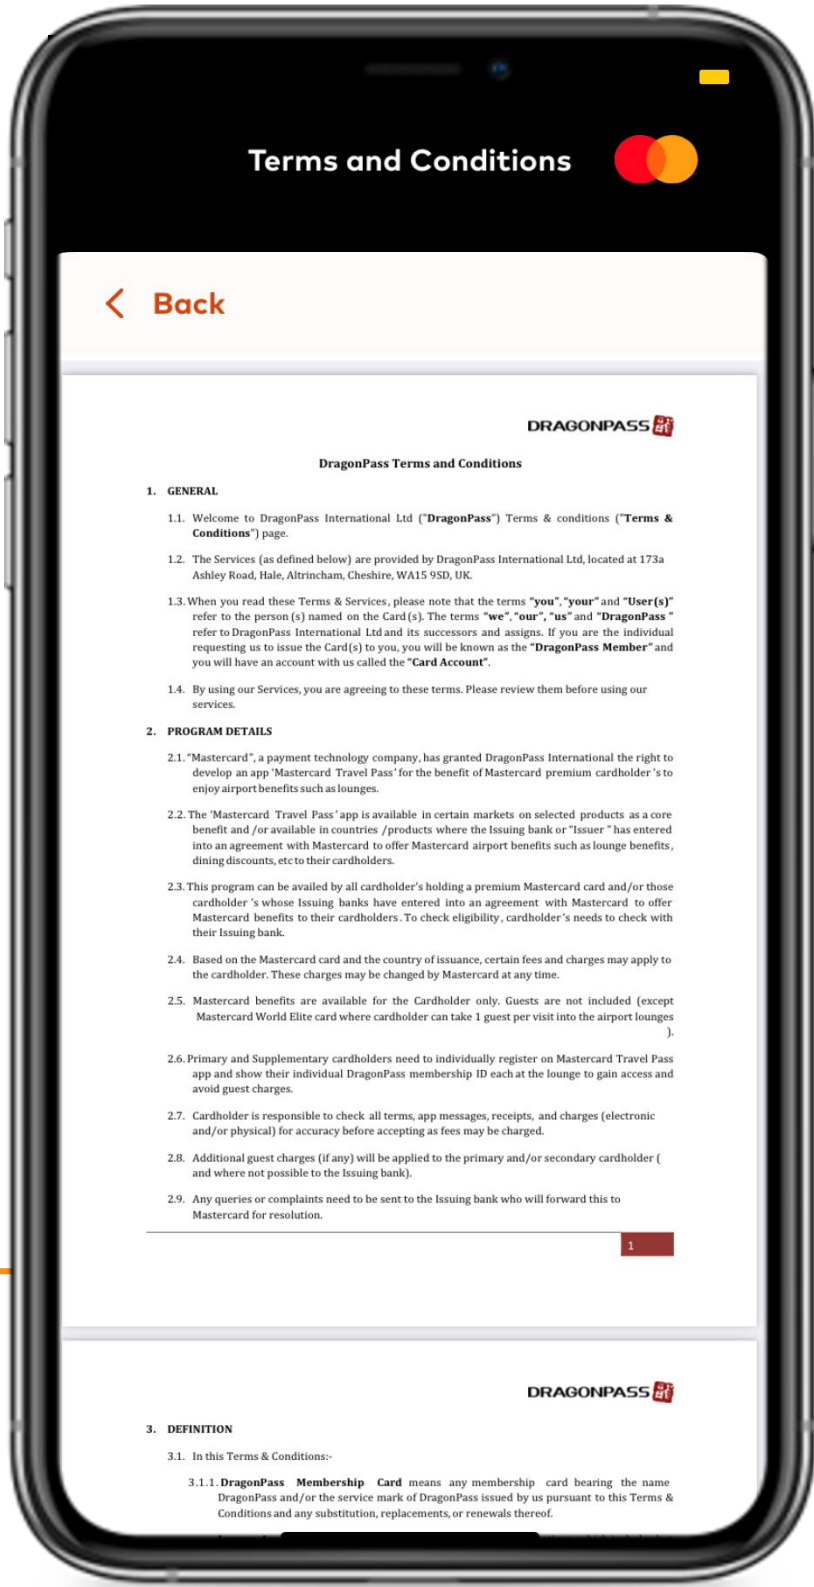 Terms and Conditions
Back
DRAGONPASS
DragonPass Terms and Conditions
1. GENERAL
1.1. Welcome to DragonPass International Ltd ("DragonPass") Terms & conditions ("Terms &
Conditions") page.
1.2. The Services (as defined below) are provided by DragonPass International Ltd, located at 173a
Ashley Road, Hale, Altrincham, Cheshire, WA15 9SD, UK.
1.3. When you read these Terms & Services, please note that the terms "you", "your" and "User(s)"
refer to the person (s) named on the Card (s). The terms "we", "our", "us" and "DragonPass "
refer to DragonPass International Ltd and its successors and assigns. If you are the individual
requesting us to issue the Card(s) to you, you will be known as the "DragonPass Member" and
you will have an account with us called the "Card Account".
1.4. By using our Services, you are agreeing to these terms. Please review them before using our
services.
2. PROGRAM DETAILS
2.1. "Mastercard", a payment technology company, has granted DragonPass International the right to
develop an app 'Mastercard Travel Pass' for the benefit of Mastercard premium cardholder 's to
enjoy airport benefits such as lounges.
2.2. The 'Mastercard Travel Pass' app is available in certain markets on selected products as a core
benefit and /or available in countries /products where the Issuing bank or "Issuer " has entered
into an agreement with Mastercard to offer Mastercard airport benefits such as lounge benefits,
dining discounts, etc to their cardholders.
2.3. This program can be availed by all cardholder's holding a premium Mastercard card and/or those
cardholder 's whose Issuing banks have entered into an agreement with Mastercard to offer
Mastercard benefits to their cardholders. To check eligibility, cardholder's needs to check with
their Issuing bank.
2.4. Based on the Mastercard card and the country of issuance, certain fees and charges may apply to
the cardholder. These charges may be changed by Mastercard at any time.
2.5. Mastercard benefits are available for the Cardholder only. Guests are not included (except
Mastercard World Elite card where cardholder can take 1 guest per visit into the airport lounges
).
2.6. Primary and Supplementary cardholders need to individually register on Mastercard Travel Pass
app and show their individual DragonPass membership ID each at the lounge to gain access and
avoid guest charges.
2.7. Cardholder is responsible to check all terms, app messages, receipts, and charges (electronic
and/or physical) for accuracy before accepting as fees may be charged.
2.8. Additional guest charges (if any) will be applied to the primary and/or secondary cardholder (
and where not possible to the Issuing bank).
2.9. Any queries or complaints need to be sent to the Issuing bank who will forward this to
Mastercard for resolution.
1
DRAGONPASS
3. DEFINITION
3.1. In this Terms & Conditions:-
3.1.1. DragonPass Membership Card means any membership card bearing the name
DragonPass and/or the service mark of DragonPass issued by us pursuant to this Terms &
Conditions and any substitution, replacements, or renewals thereof.